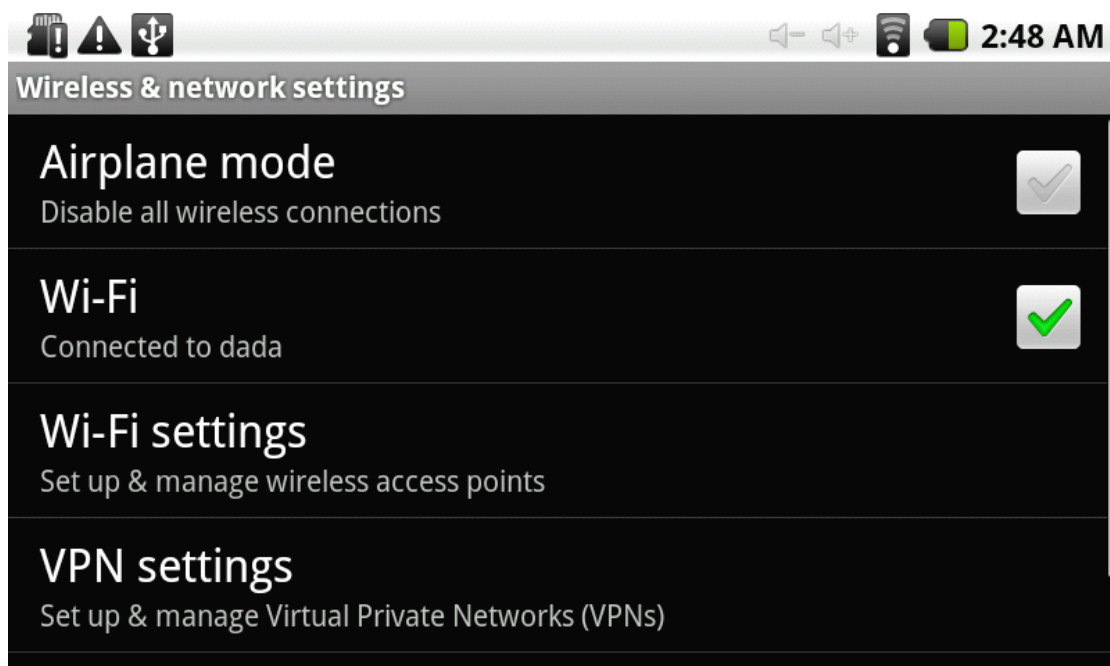 2:48 AM
Wireless & network settings
Airplane mode
Disable all wireless connections
Wi-Fi
Connected to dada
Wi-Fi settings
Set up & manage wireless access points
VPN settings
Set up & manage Virtual Private Networks (VPNs)